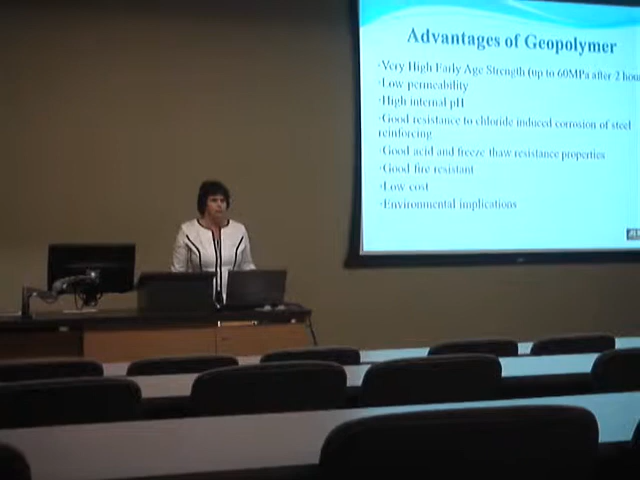 Advantages of Geopolymer
·Very High Early Age Strength (up to 60MPa after 2 hou
·Low permeability
·High internal pH
·Good resistance to chloride induced corrosion of steel
reinforcing
·Good acid and freeze thaw resistance properties
·Good fire resistant
·Low cost
·Environmental implications